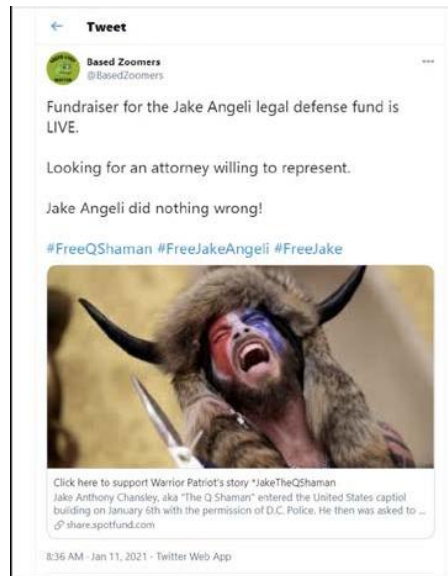 ← Tweet
Based Zoomers
@BasedZoomers
Fundraiser for the Jake Angeli legal defense fund is
LIVE.
Looking for an attorney willing to represent.
Jake Angeli did nothing wrong!
#FreeQShaman #FreeJakeAngeli #FreeJake
Click here to support Warrior Patriot's story *JakeTheQShaman
Jake Anthony Chansley, aka "The Q Shaman" entered the United States captiol
building on January 6th with the permission of D.C. Police. He then was asked to ...
share.spotfund.com
8:36 AM · Jan 11, 2021 · Twitter Web App